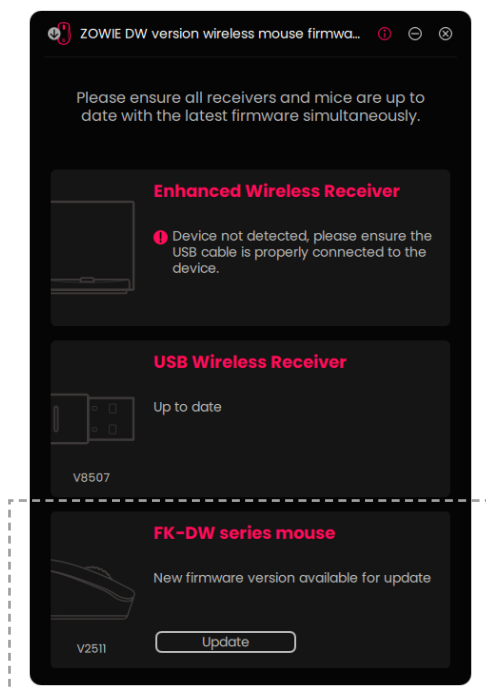 ZOWIE DW version wireless mouse firmwa...
Please ensure all receivers and mice are up to
date with the latest firmware simultaneously.
Enhanced Wireless Receiver
Device not detected, please ensure the
USB cable is properly connected to the
device.
USB Wireless Receiver
Up to date
V8507
FK-DW series mouse
New firmware version available for update
V2511
Update